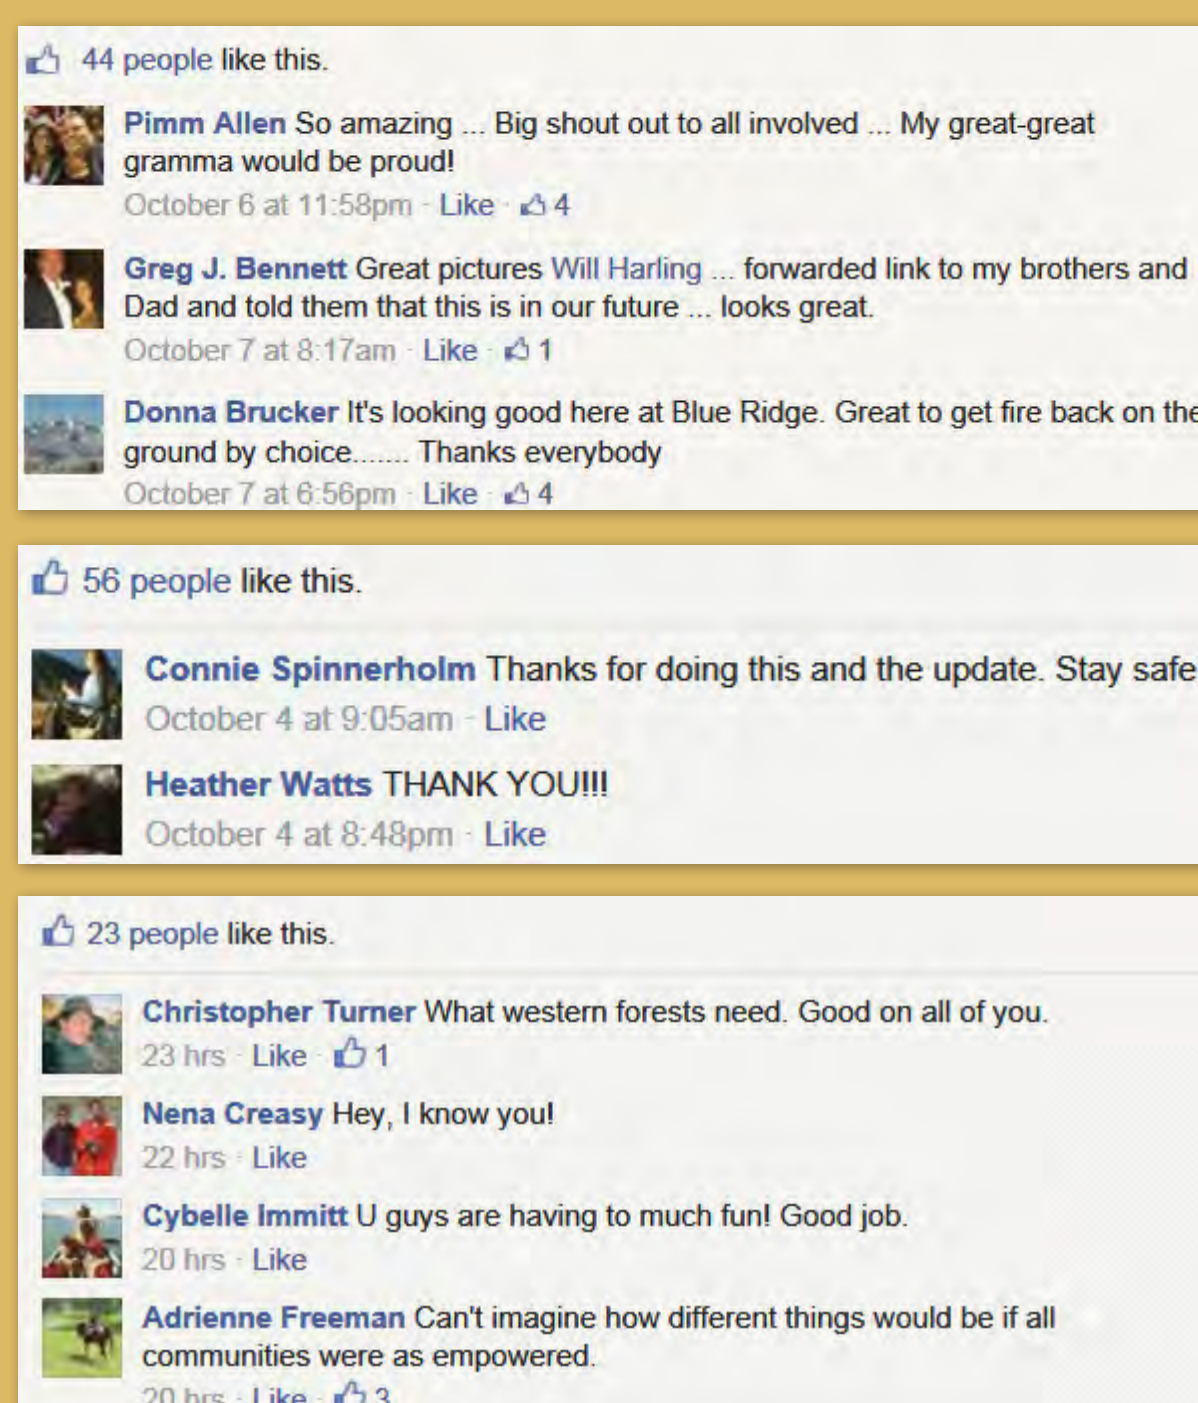 44 people like this.
Pimm Allen So amazing ... Big shout out to all involved ... My great-great
gramma would be proud!
October 6 at 11:58pm · Like · 4
Greg J. Bennett Great pictures Will Harling ... forwarded link to my brothers and
Dad and told them that this is in our future ... looks great.
October 7 at 8:17am · Like · 1
Donna Brucker It's looking good here at Blue Ridge. Great to get fire back on the
ground by choice....... Thanks everybody
October 7 at 6:56pm · Like · 4
56 people like this.
Connie Spinnerholm Thanks for doing this and the update. Stay safe
October 4 at 9:05am · Like
Heather Watts THANK YOU!!!
October 4 at 8:48pm · Like
23 people like this.
Christopher Turner What western forests need. Good on all of you.
23 hrs · Like · 1
Nena Creasy Hey, I know you!
22 hrs · Like
Cybelle Immitt U guys are having to much fun! Good job.
20 hrs · Like
Adrienne Freeman Can't imagine how different things would be if all
communities were as empowered.
20 hrs · Like · 3